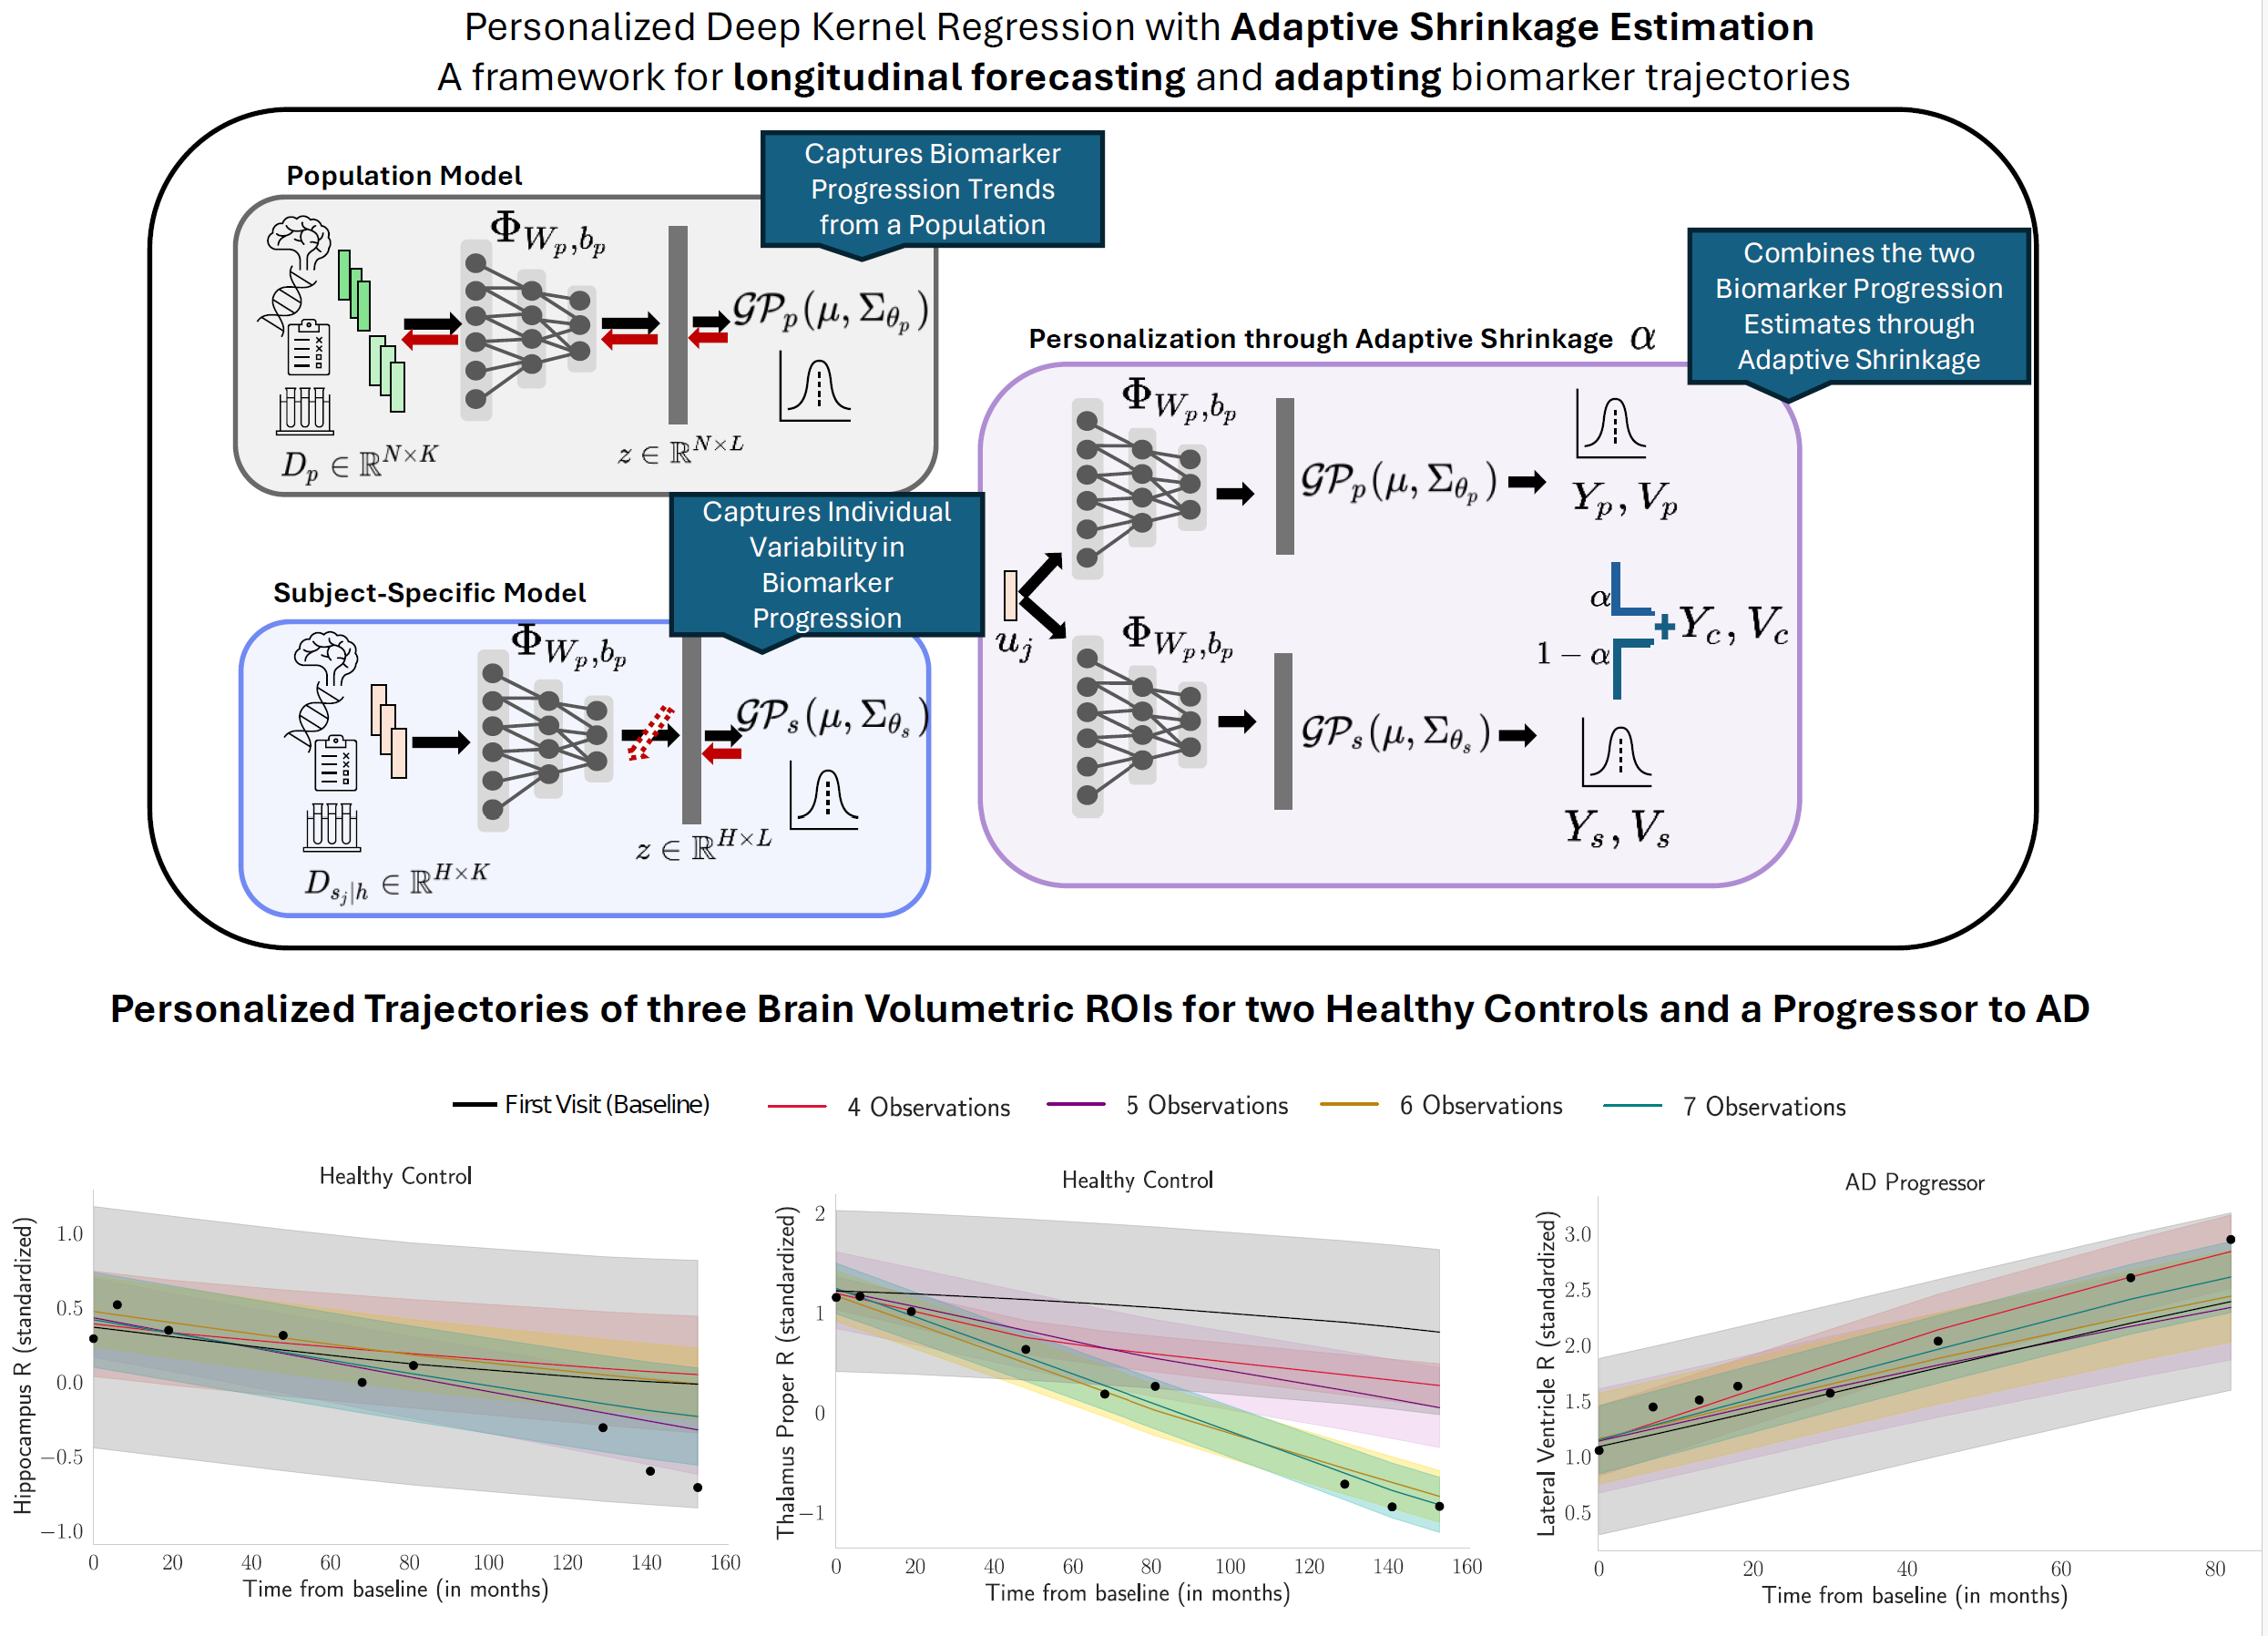 Personalized Deep Kernel Regression with Adaptive Shrinkage Estimation
A framework for longitudinal forecasting and adapting biomarker trajectories
Population Model
Captures Biomarker
Progression Trends
from a Population
Φ_{W_p,b_p}
𝒢𝒫_p(μ, Σ_{θ_p})
D_p ∈ ℝ^{N×K}
z ∈ ℝ^{N×L}
Subject-Specific Model
Captures Individual
Variability in
Biomarker
Progression
Φ_{W_p,b_p}
𝒢𝒫_s(μ, Σ_{θ_s})
z ∈ ℝ^{H×L}
D_{s_j|h} ∈ ℝ^{H×K}
Personalization through Adaptive Shrinkage α
Combines the two
Biomarker Progression
Estimates through
Adaptive Shrinkage
Φ_{W_p,b_p}
𝒢𝒫_p(μ, Σ_{θ_p})
Y_p, V_p
u_j
α
+ Y_c, V_c
1 − α
Φ_{W_p,b_p}
𝒢𝒫_s(μ, Σ_{θ_s})
Y_s, V_s
Personalized Trajectories of three Brain Volumetric ROIs for two Healthy Controls and a Progressor to AD
First Visit (Baseline) 4 Observations 5 Observations 6 Observations 7 Observations
Healthy Control
Hippocampus R (standardized)
1.0
0.5
0.0
−0.5
−1.0
0 20 40 60 80 100 120 140 160
Time from baseline (in months)
Healthy Control
Thalamus Proper R (standardized)
2
1
0
−1
0 20 40 60 80 100 120 140 160
Time from baseline (in months)
AD Progressor
Lateral Ventricle R (standardized)
3.0
2.5
2.0
1.5
1.0
0.5
0 20 40 60 80
Time from baseline (in months)